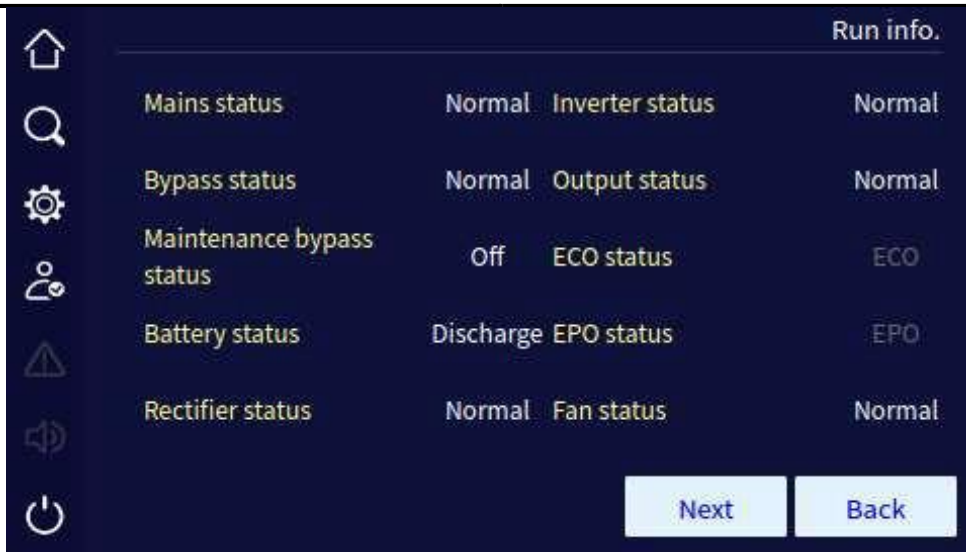 Run info.
Mains status Normal Inverter status Normal
Bypass status Normal Output status Normal
Maintenance bypass
status Off ECO status ECO
Battery status Discharge EPO status EPO
Rectifier status Normal Fan status Normal
Next Back